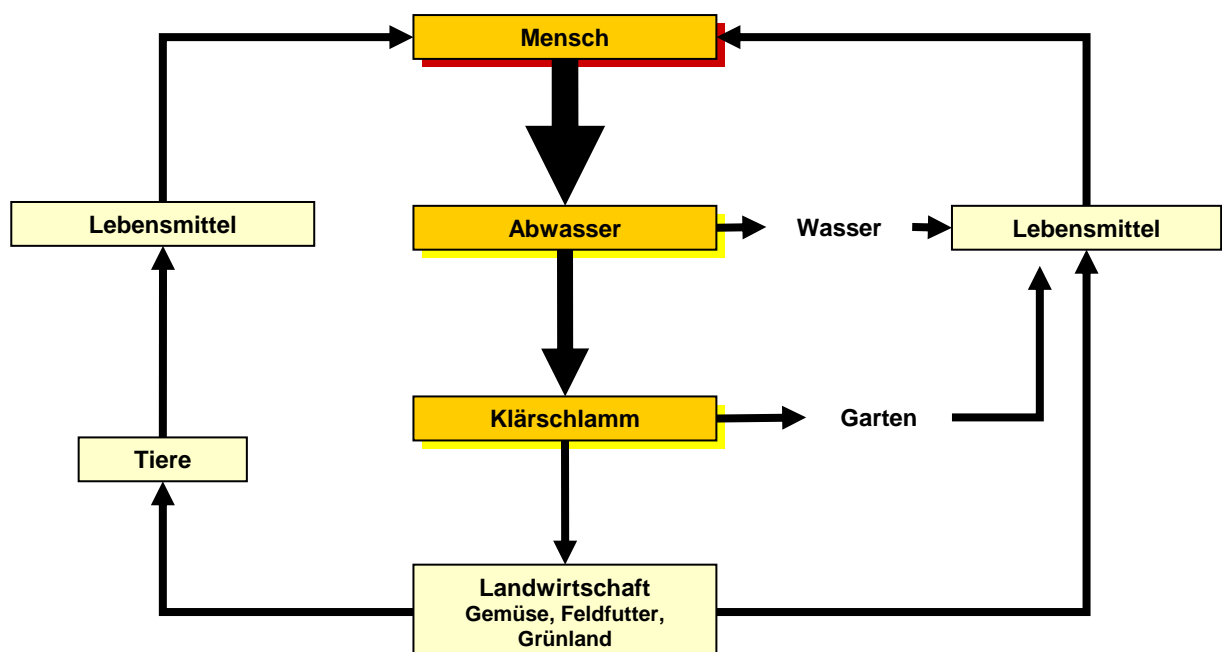 Mensch
Lebensmittel
Abwasser
Wasser
Lebensmittel
Klärschlamm
Garten
Tiere
Landwirtschaft
Gemüse, Feldfutter,
Grünland